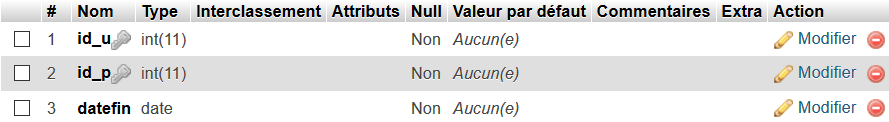 # Nom Type Interclassement Attributs Null Valeur par défaut Commentaires Extra Action
1 id_u int(11) Non Aucun(e) Modifier
2 id_p int(11) Non Aucun(e) Modifier
3 datefin date Non Aucun(e) Modifier